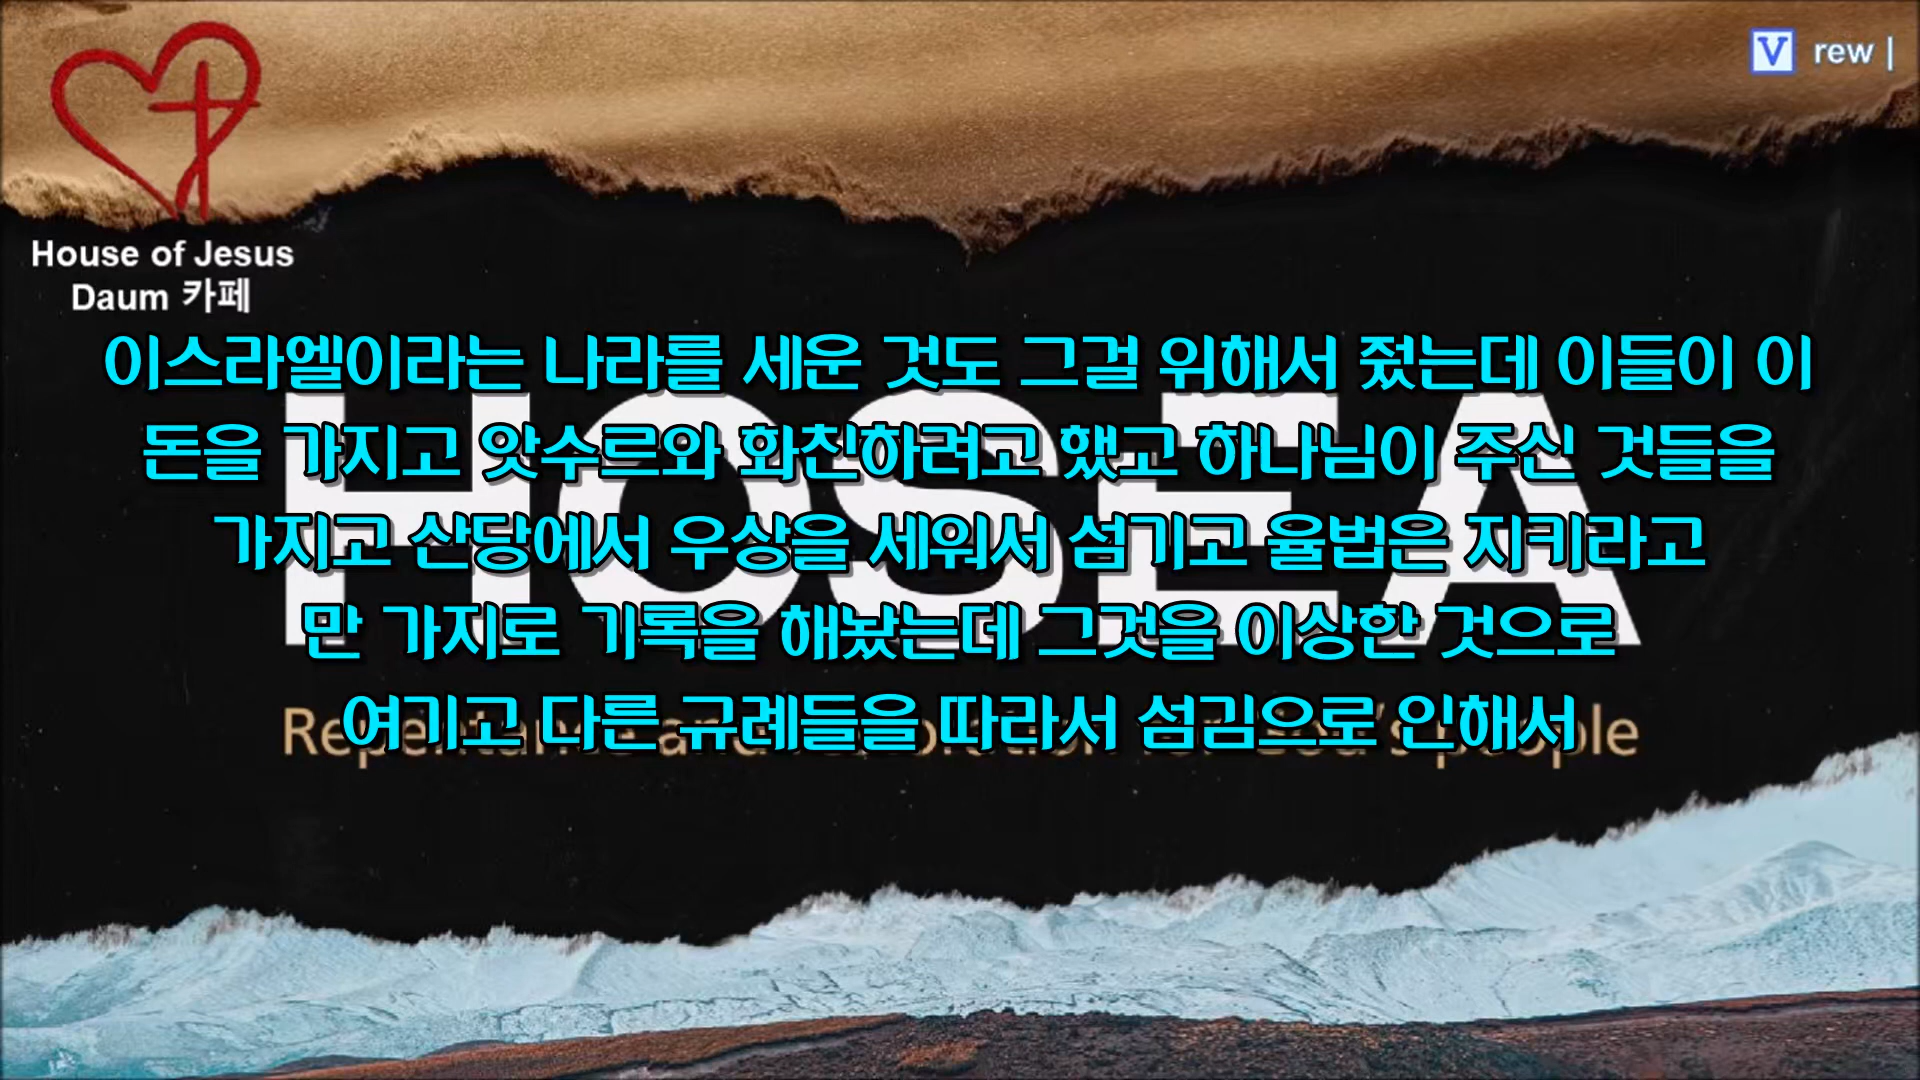 V rew |
House of Jesus
Daum 카페
이스라엘이라는 나라를 세운 것도 그걸 위해서 줬는데 이들이 이
돈을 가지고 앗수르와 화친하려고 했고 하나님이 주신 것들을
가지고 산당에서 우상을 세워서 섬기고 율법은 지키라고
만 가지로 기록을 해놨는데 그것을 이상한 것으로
여기고 다른 규례들을 따라서 섬김으로 인해서
HOSEA
Repentance and
God's people